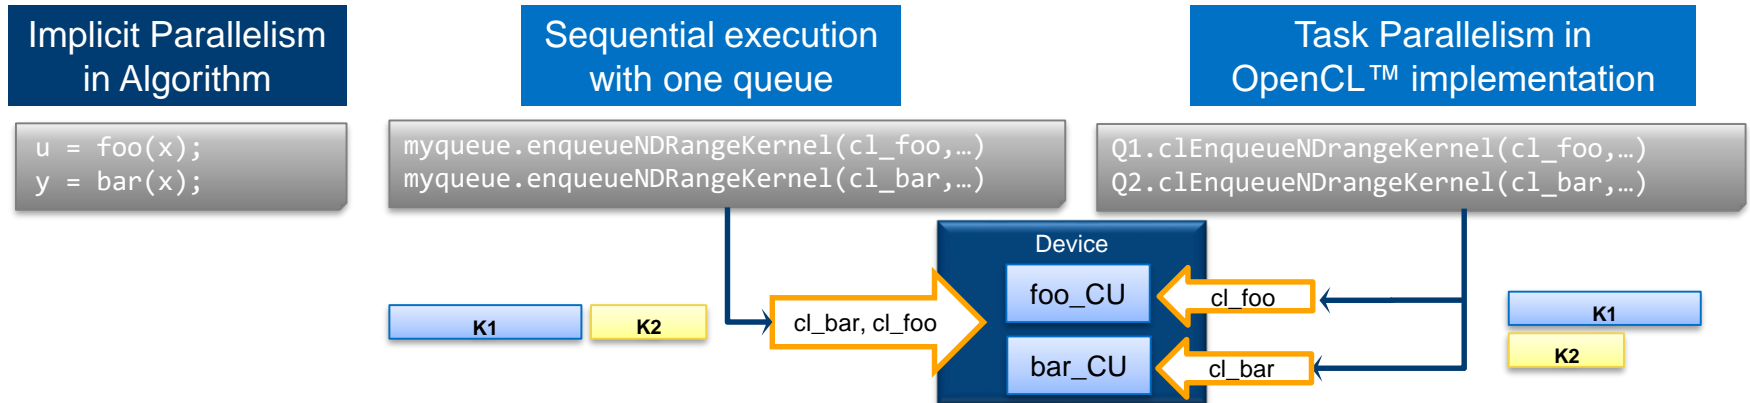 Implicit Parallelism
in Algorithm
u = foo(x);
y = bar(x);
Sequential execution
with one queue
myqueue.enqueueNDRangeKernel(cl_foo,…)
myqueue.enqueueNDRangeKernel(cl_bar,…)
K1
K2
cl_bar, cl_foo
Task Parallelism in
OpenCL™ implementation
Q1.clEnqueueNDrangeKernel(cl_foo,…)
Q2.clEnqueueNDrangeKernel(cl_bar,…)
Device
foo_CU
cl_foo
bar_CU
cl_bar
K1
K2